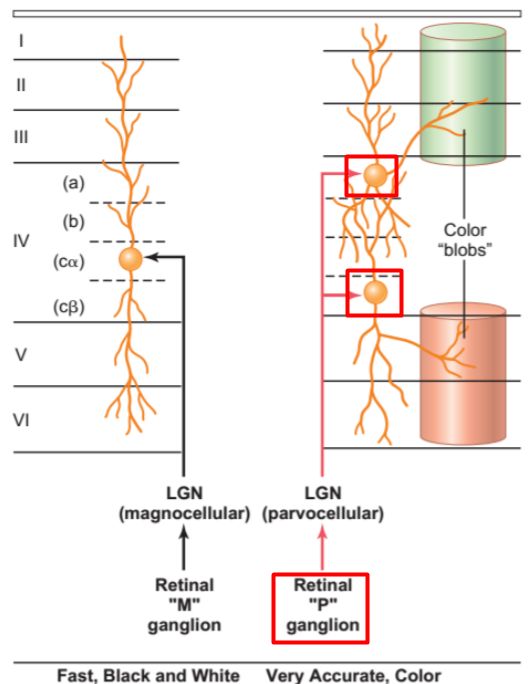 I
II
III
(a)
(b)
IV
(cα)
(cβ)
V
VI
Color
"blobs"
LGN
(magnocellular)
LGN
(parvocellular)
Retinal
"M"
ganglion
Retinal
"P"
ganglion
Fast, Black and White
Very Accurate, Color